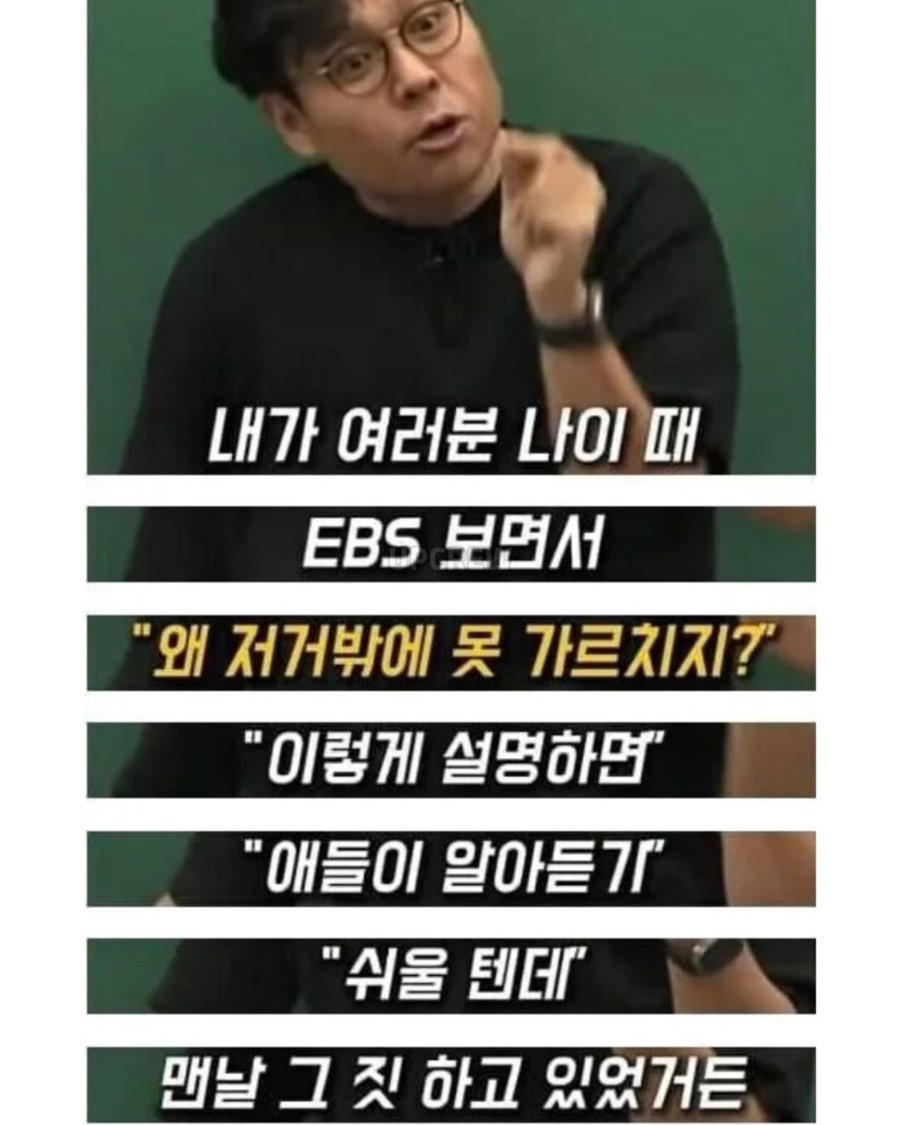 내가 여러분 나이 때
EBS 보면서
UPCREW
"왜 저거밖에 못 가르치지?"
"이렇게 설명하면"
"애들이 알아듣기"
"쉬울 텐데"
맨날 그 짓 하고 있었거든